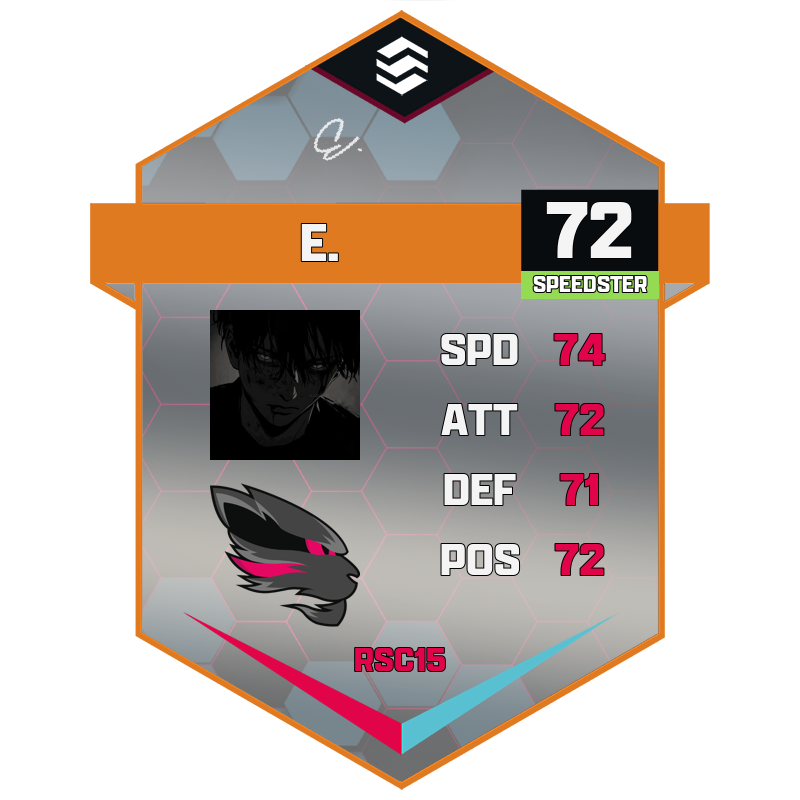 E.
E.
72
SPEEDSTER
SPD 74
ATT 72
DEF 71
POS 72
RSC15